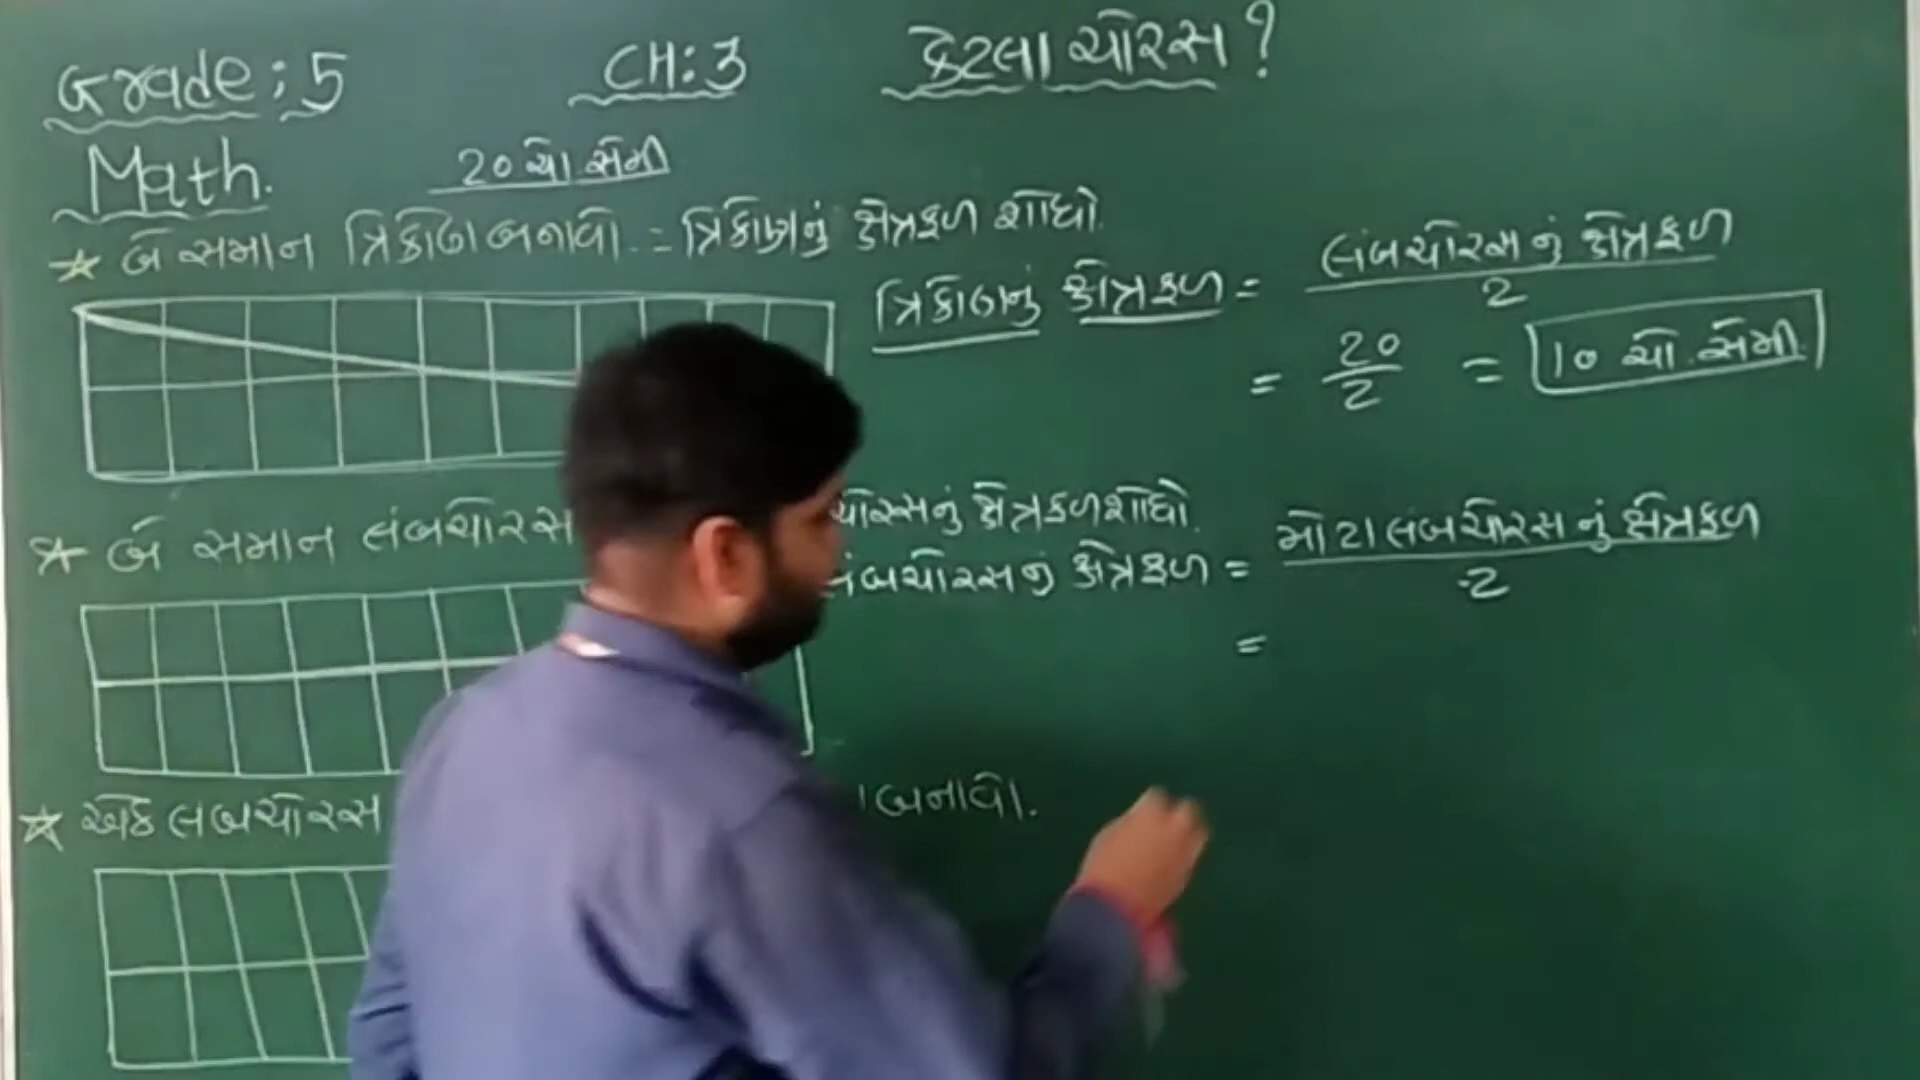 Grade: 5 CH: 3 કેટલા ચોરસ?
Math.
20 ચો. સેમી
☆ બે સમાન ત્રિકોણ બનાવો. = ત્રિકોણનું ક્ષેત્રફળ શોધો.
ત્રિકોણનું ક્ષેત્રફળ = લંબચોરસનું ક્ષેત્રફળ
2
= 20/2 = 10 ચો. સેમી
☆ બે સમાન લંબચોરસ ચોરસનું ક્ષેત્રફળ શોધો.
લંબચોરસનું ક્ષેત્રફળ = મોટા લંબચોરસનું ક્ષેત્રફળ
2
=
☆ એક લંબચોરસ બનાવો.